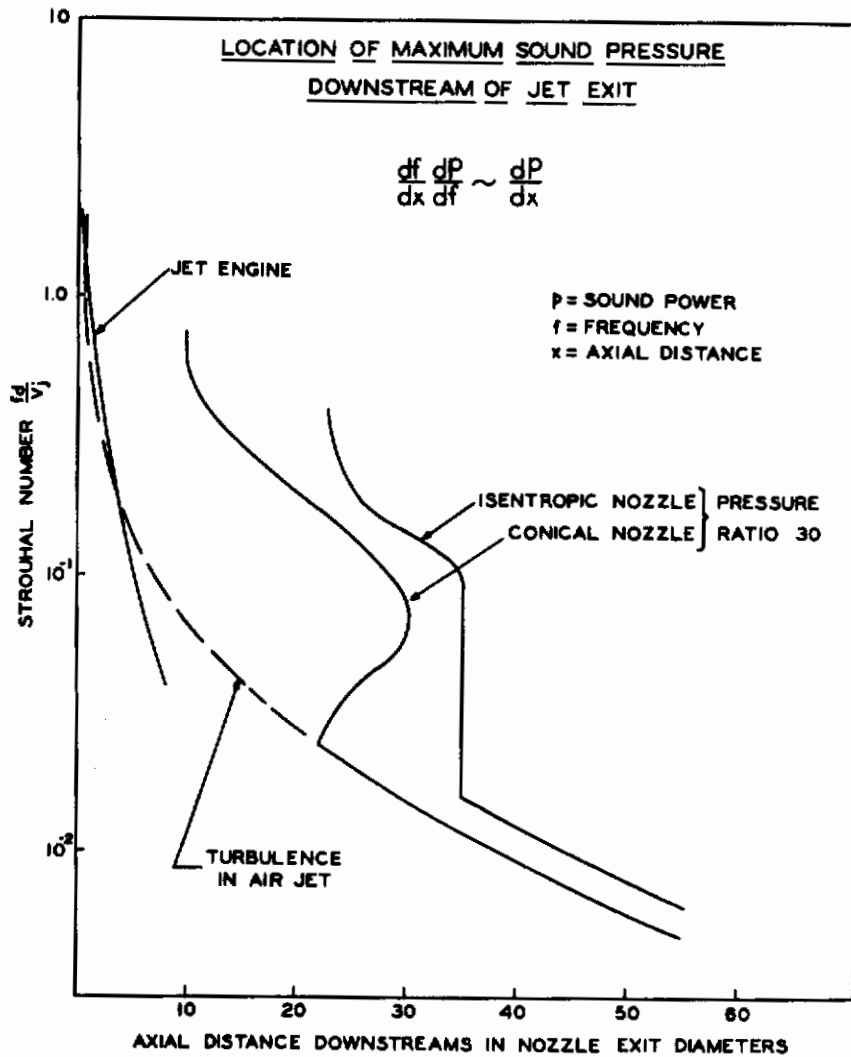 LOCATION OF MAXIMUM SOUND PRESSURE
DOWNSTREAM OF JET EXIT
df/dx dP/df ~ dP/dx
JET ENGINE
p = SOUND POWER
f = FREQUENCY
x = AXIAL DISTANCE
ISENTROPIC NOZZLE } PRESSURE
CONICAL NOZZLE } RATIO 30
TURBULENCE
IN AIR JET
STROUHAL NUMBER fd/Vj
10
1.0
10⁻¹
10⁻²
10 20 30 40 50 60
AXIAL DISTANCE DOWNSTREAMS IN NOZZLE EXIT DIAMETERS